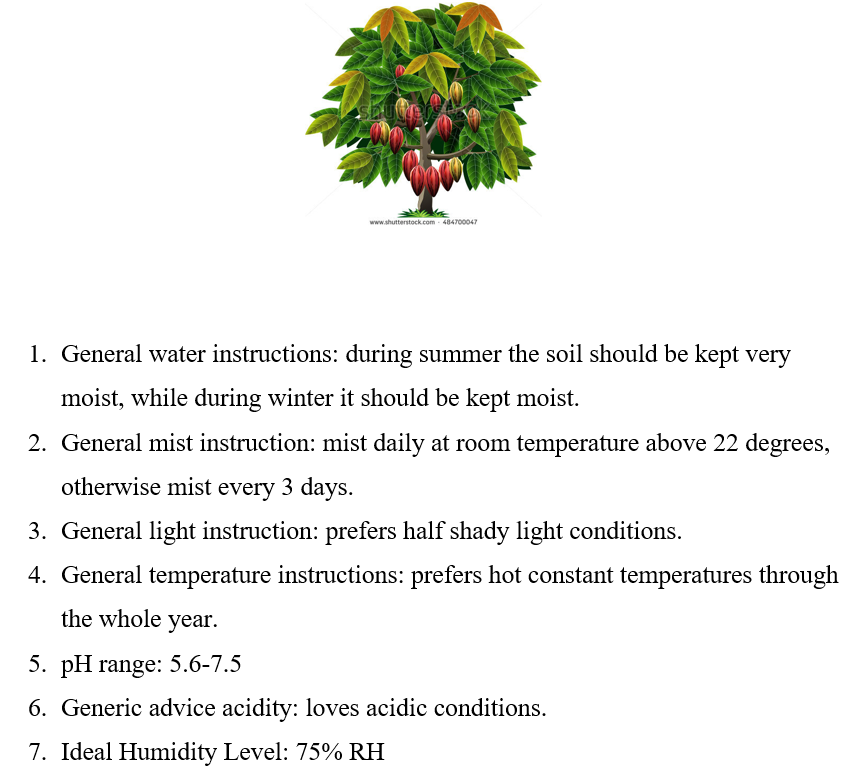 shutterstock
www.shutterstock.com · 484700047
1. General water instructions: during summer the soil should be kept very
moist, while during winter it should be kept moist.
2. General mist instruction: mist daily at room temperature above 22 degrees,
otherwise mist every 3 days.
3. General light instruction: prefers half shady light conditions.
4. General temperature instructions: prefers hot constant temperatures through
the whole year.
5. pH range: 5.6-7.5
6. Generic advice acidity: loves acidic conditions.
7. Ideal Humidity Level: 75% RH